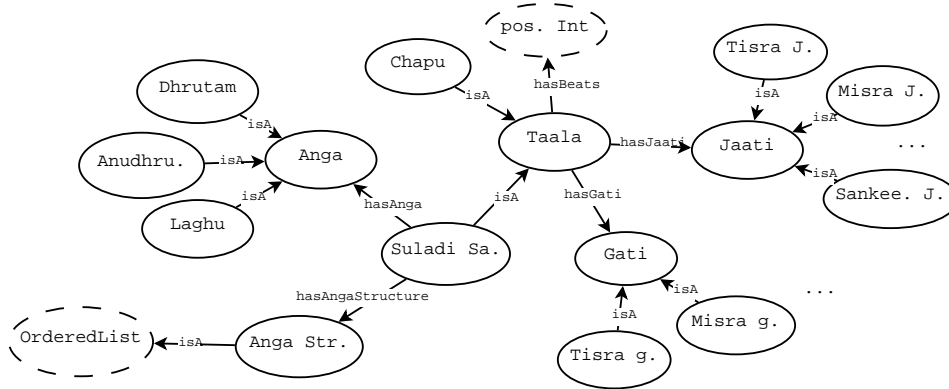 pos. Int
Tisra J.
Chapu
hasBeats
Dhrutam
isA
isA
Misra J.
isA
isA
Taala
hasJaati
Jaati
...
Anudhru.
isA
Anga
isA
isA
hasGati
isA
Sankee. J.
hasAnga
Laghu
Suladi Sa.
Gati
hasAngaStructure
isA
...
isA
Misra g.
OrderedList
isA
Anga Str.
Tisra g.